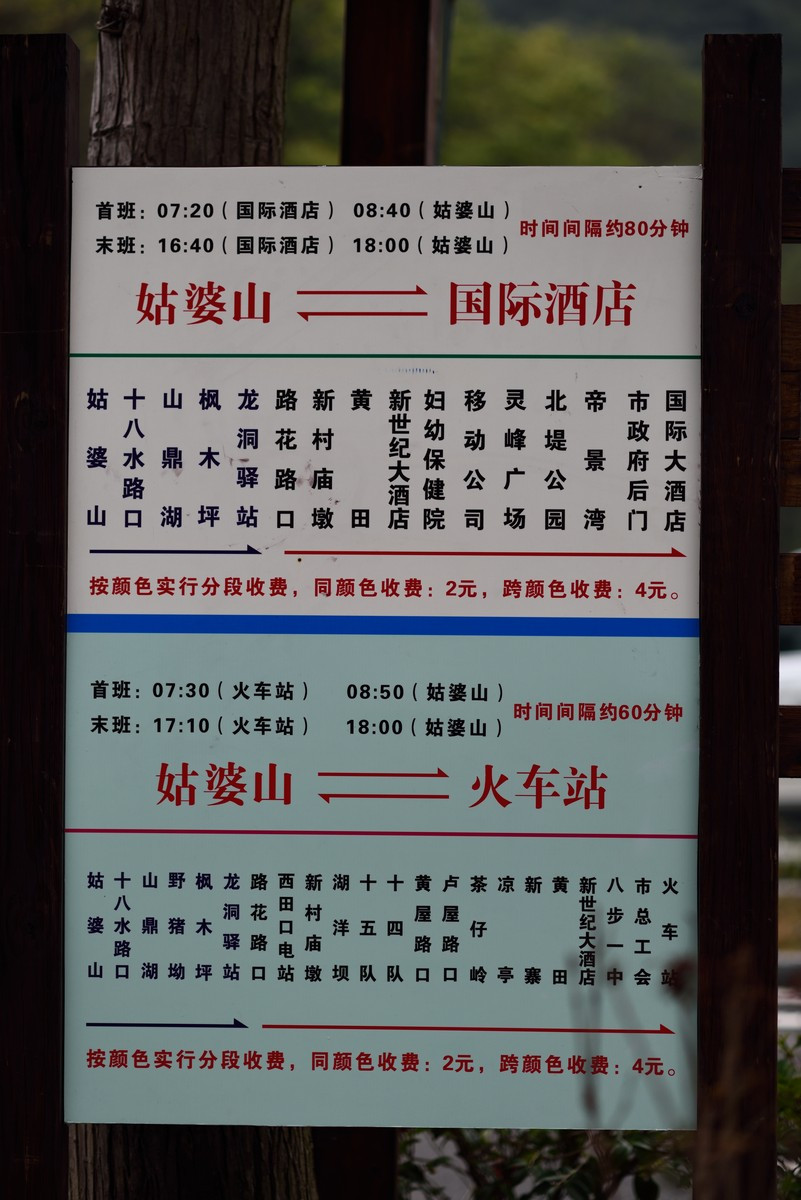 首班：07:20（国际酒店） 08:40（姑婆山）
时间间隔约80分钟
末班：16:40（国际酒店） 18:00（姑婆山）
姑婆山 国际酒店
姑婆山
十八水路口
山鼎湖
枫木坪
龙洞驿站
路花路口
新村庙墩
黄田
新世纪大酒店
妇幼保健院
移动公司
灵峰广场
北堤公园
帝景湾
市政府后门
国际大酒店
按颜色实行分段收费，同颜色收费：2元，跨颜色收费：4元。
首班：07:30（火车站） 08:50（姑婆山）
时间间隔约60分钟
末班：17:10（火车站） 18:00（姑婆山）
姑婆山 火车站
姑婆山
十八水路口
山鼎湖
野猪坳
枫木坪
龙洞驿站
路花路口
西田口电站
新村庙墩
湖洋坝
十五队
十四队
黄屋路口
卢屋路口
茶仔岭
凉亭
新寨
黄田
新世纪大酒店
八步一中
市总工会
火车站
按颜色实行分段收费，同颜色收费：2元，跨颜色收费：4元。